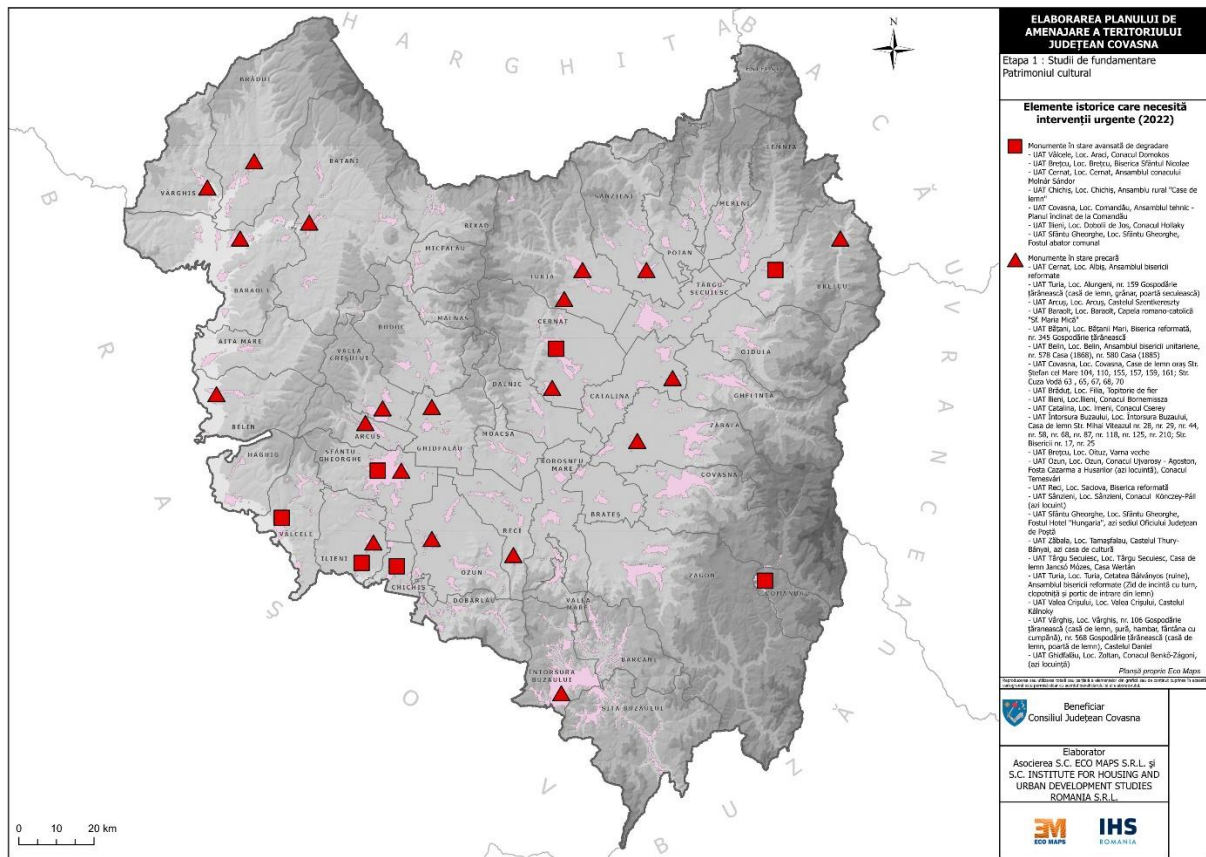 HARGHITA
BACĂU
VRANCEA
BUZĂU
BRAȘOV
N
ESTELNIC
BRĂDUȚ
BĂȚANI
VÂRGHIȘ
LEMNIA
SÂNZIENI
MERENI
BIXAD
MICFALĂU
POIAN
TURIA
TÂRGU
SECUIESC
BREȚCU
BARAOLT
MALNAȘ
CERNAT
BODOC
AITA MARE
VALEA
CRIȘULUI
OJDULA
DALNIC
CATALINA
GHELINȚA
BELIN
ARCUȘ
GHIDFALĂU
MOACȘA
ZĂBALA
HĂGHIG
SFÂNTU
GHEORGHE
BOROȘNEU
MARE
COVASNA
BRATEȘ
VÂLCELE
RECI
ILIENI
OZUN
ZAGON
COMANDĂU
CHICHIȘ
DOBÂRLĂU
VALEA
MARE
BARCANI
ÎNTORSURA
BUZĂULUI
SITA BUZĂULUI
0 10 20 km
ELABORAREA PLANULUI DE
AMENAJARE A TERITORIULUI
JUDEȚEAN COVASNA
Etapa 1 : Studii de fundamentare
Patrimoniul cultural
Elemente istorice care necesită
intervenții urgente (2022)
Monumente în stare avansată de degradare
- UAT Vâlcele, Loc. Araci, Conacul Domokos
- UAT Brețcu, Loc. Brețcu, Biserica Sfântul Nicolae
- UAT Cernat, Loc. Cernat, Ansamblul conacului
Molnár Sándor
- UAT Chichiș, Loc. Chichiș, Ansamblu rural "Case de
lemn"
- UAT Covasna, Loc. Comandău, Ansamblul tehnic -
Planul înclinat de la Comandău
- UAT Ilieni, Loc. Dobolii de Jos, Conacul Hollaky
- UAT Sfântu Gheorghe, Loc. Sfântu Gheorghe,
Fostul abator comunal
Monumente în stare precară
- UAT Cernat, Loc. Albiș, Ansamblul bisericii
reformate
- UAT Turia, Loc. Alungeni, nr. 159 Gospodărie
țărănească (casă de lemn, grânar, poartă secuiească)
- UAT Arcuș, Loc. Arcuș, Castelul Szentkereszty
- UAT Baraolt, Loc. Baraolt, Capela romano-catolică
"Sf. Maria Mică"
- UAT Bățani, Loc. Bățanii Mari, Biserica reformată,
nr. 345 Gospodărie țărănească
- UAT Belin, Loc. Belin, Ansamblul bisericii unitariene,
nr. 578 Casa (1868), nr. 580 Casa (1885)
- UAT Covasna, Loc. Covasna, Case de lemn oraș Str.
Ștefan cel Mare 104, 110, 155, 157, 159, 161; Str.
Cuza Vodă 63 , 65, 67, 68, 70
- UAT Brăduț, Loc. Filia, Topitorie de fier
- UAT Ilieni, Loc.Ilieni, Conacul Bornemissza
- UAT Catalina, Loc. Imeni, Conacul Cserey
- UAT Întorsura Buzaului, Loc. Întorsura Buzaului,
Casa de lemn Str. Mihai Viteazul nr. 28, nr. 29, nr. 44,
nr. 58, nr. 68, nr. 87, nr. 118, nr. 125, nr. 210; Str.
Bisericii nr. 17, nr. 25
- UAT Brețcu, Loc. Oituz, Vama veche
- UAT Ozun, Loc. Ozun, Conacul Ujvarosy - Agoston,
Fosta Cazarma a Husarilor (azi locuință), Conacul
Temesvári
- UAT Reci, Loc. Saciova, Biserica reformată
- UAT Sânzieni, Loc. Sânzieni, Conacul Könczey-Páll
(azi locuint)
- UAT Sfântu Gheorghe, Loc. Sfântu Gheorghe,
Fostul Hotel "Hungaria", azi sediul Oficiului Județean
de Poștă
- UAT Zăbala, Loc. Tamașfalau, Castelul Thury-
Bányai, azi casa de cultură
- UAT Târgu Secuiesc, Loc. Târgu Secuiesc, Casa de
lemn Jancsó Mózes, Casa Wertán
- UAT Turia, Loc. Turia, Cetatea Bálványos (ruine),
Ansamblul bisericii reformate (Zid de incintă cu turn,
clopotniță și portic de intrare din lemn)
- UAT Valea Crișului, Loc. Valea Crișului, Castelul
Kálnoky
- UAT Vârghiș, Loc. Vârghiș, nr. 106 Gospodărie
țărănească (casă de lemn, șură, hambar, fântâna cu
cumpănă), nr. 568 Gospodărie țărănească (casă de
lemn, poartă de lemn), Castelul Daniel
- UAT Ghidfalău, Loc. Zoltan, Conacul Benkő-Zágoni,
(azi locuință)
Planșă proprie Eco Maps
Beneficiar
Consiliul Județean Covasna
Elaborator
Asocierea S.C. ECO MAPS S.R.L. și
S.C. INSTITUTE FOR HOUSING AND
URBAN DEVELOPMENT STUDIES
ROMANIA S.R.L.
ECO MAPS
IHS
ROMANIA